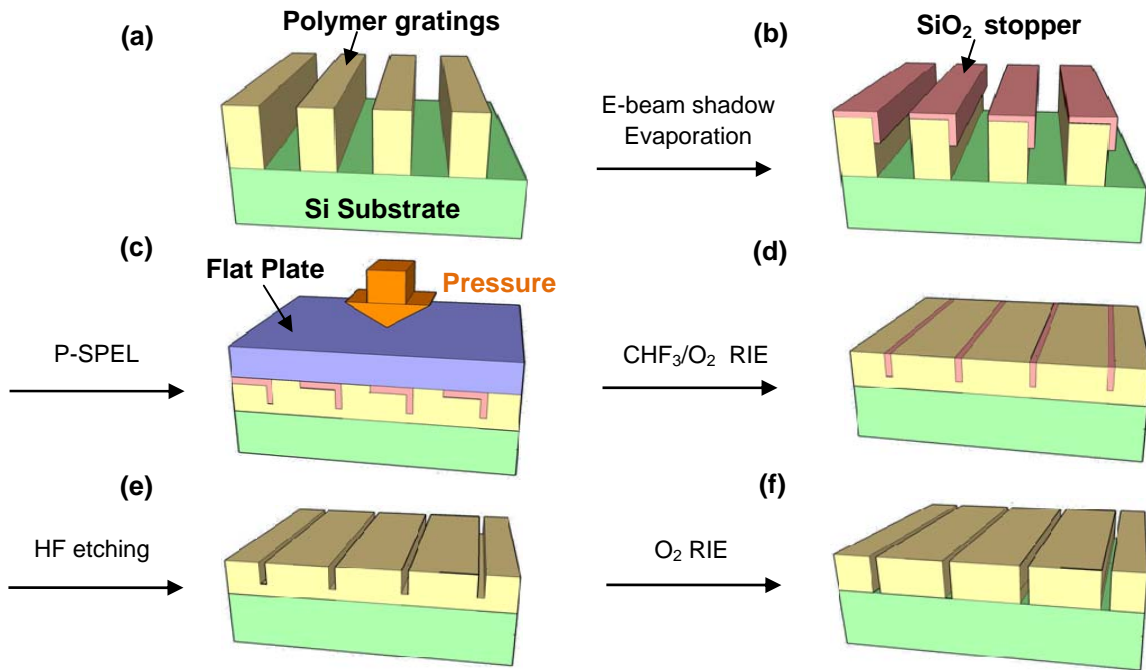 (a)
Polymer gratings
Si Substrate
E-beam shadow
Evaporation
(b)
SiO₂ stopper
P-SPEL
(c)
Flat Plate
Pressure
CHF₃/O₂ RIE
(d)
HF etching
(e)
O₂ RIE
(f)